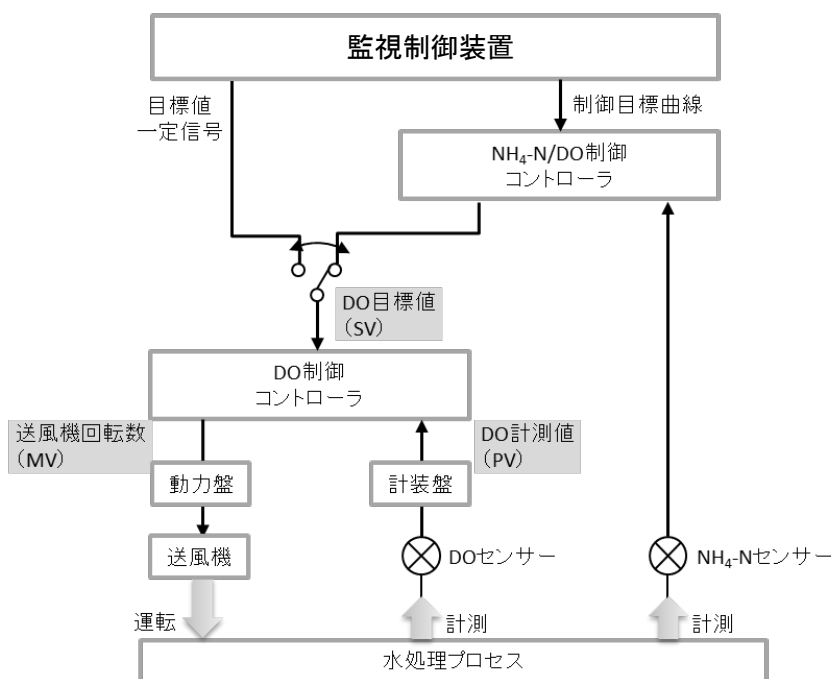 監視制御装置
目標値
一定信号
制御目標曲線
NH₄-N/DO制御
コントローラ
DO目標値
(SV)
DO制御
コントローラ
送風機回転数
(MV)
DO計測値
(PV)
動力盤
計装盤
送風機
DOセンサー
NH₄-Nセンサー
運転
計測
計測
水処理プロセス